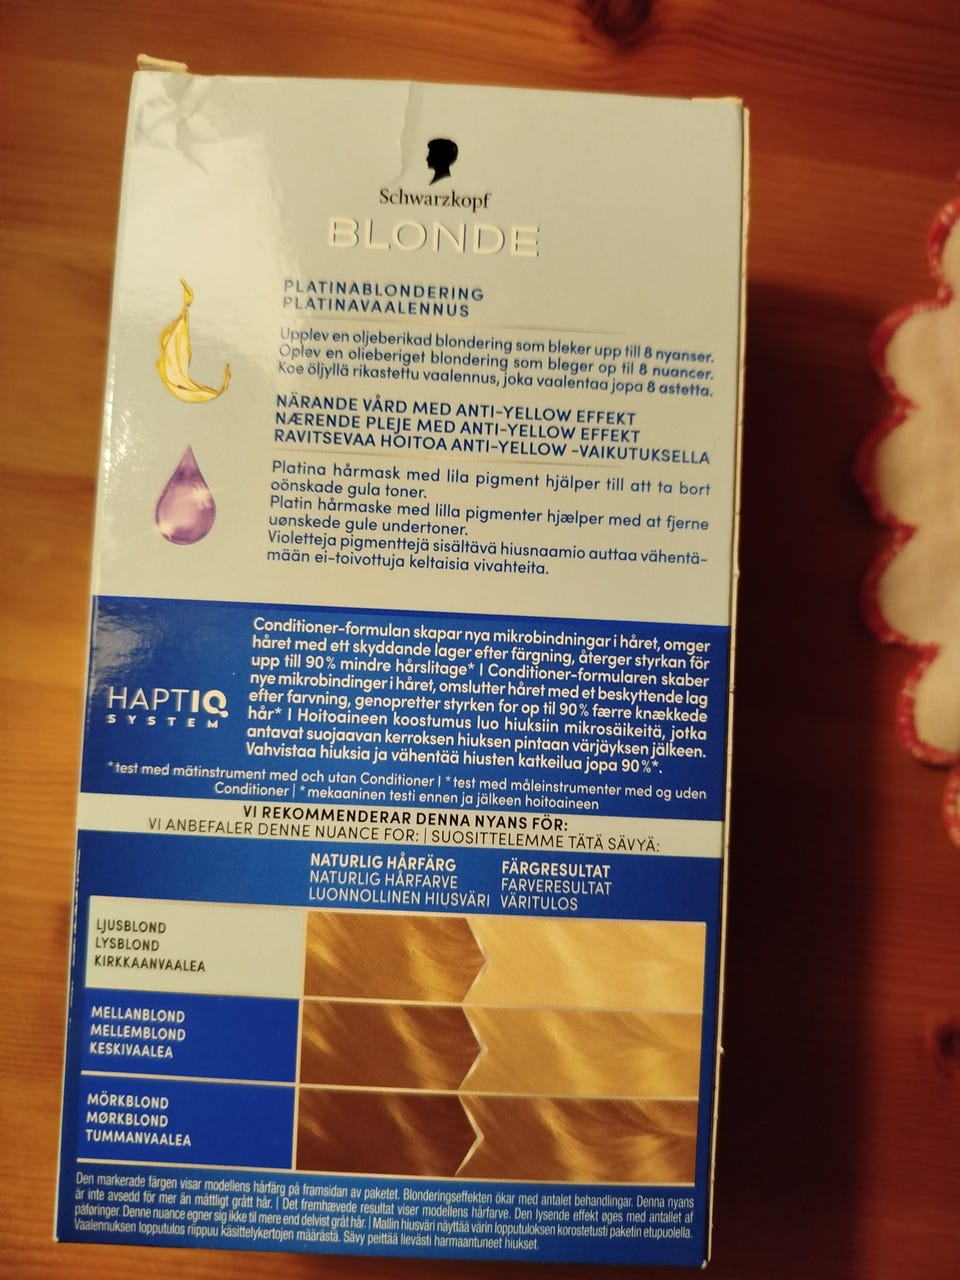 Schwarzkopf
BLONDE
PLATINABLONDERING
PLATINAVAALENNUS
Upplev en oljeberikad blondering som bleker upp till 8 nyanser.
Oplev en olieberiget blondering som bleger op til 8 nuancer.
Koe öljyllä rikastettu vaalennus, joka vaalentaa jopa 8 astetta.
NÄRANDE VÅRD MED ANTI-YELLOW EFFEKT
NÆRENDE PLEJE MED ANTI-YELLOW EFFEKT
RAVITSEVAA HOITOA ANTI-YELLOW -VAIKUTUKSELLA
Platina hårmask med lila pigment hjälper till att ta bort
oönskade gula toner.
Platin hårmaske med lilla pigmenter hjælper med at fjerne
uønskede gule undertoner.
Violetteja pigmenttejä sisältävä hiusnaamio auttaa vähentä-
mään ei-toivottuja keltaisia vivahteita.
HAPTIQ
SYSTEM
Conditioner-formulan skapar nya mikrobindningar i håret, omger
håret med ett skyddande lager efter färgning, återger styrkan för
upp till 90% mindre hårslitage* | Conditioner-formularen skaber
nye mikrobindinger i håret, omslutter håret med et beskyttende lag
efter farvning, genopretter styrken for op til 90% færre knækkede
hår* | Hoitoaineen koostumus luo hiuksiin mikrosäikeitä, jotka
antavat suojaavan kerroksen hiuksen pintaan värjäyksen jälkeen.
Vahvistaa hiuksia ja vähentää hiusten katkeilua jopa 90%*.
*test med mätinstrument med och utan Conditioner | *test med måleinstrumenter med og uden
Conditioner | *mekaaninen testi ennen ja jälkeen hoitoaineen
VI REKOMMENDERAR DENNA NYANS FÖR:
VI ANBEFALER DENNE NUANCE FOR: | SUOSITTELEMME TÄTÄ SÄVYÄ:
NATURLIG HÅRFÄRG FÄRGRESULTAT
NATURLIG HÅRFARVE FARVERESULTAT
LUONNOLLINEN HIUSVÄRI VÄRITULOS
LJUSBLOND
LYSBLOND
KIRKKAANVAALEA
MELLANBLOND
MELLEMBLOND
KESKIVAALEA
MÖRKBLOND
MØRKBLOND
TUMMANVAALEA
Den markerade färgen visar modellens hårfärg på framsidan av paketet. Blonderingseffekten ökar med antalet behandlingar. Denna nyans
är inte avsedd för mer än måttligt grått hår. | Det fremhævede resultat viser modellens hårfarve. Den lysende effekt øges med antallet af
påføringer. Denne nuance egner sig ikke til mere end delvist gråt hår. | Mallin hiusväri näyttää värin lopputuloksen korostetusti paketin etupuolella.
Vaalennuksen lopputulos riippuu käsittelykertojen määrästä. Sävy peittää lievästi harmaantuneet hiukset.